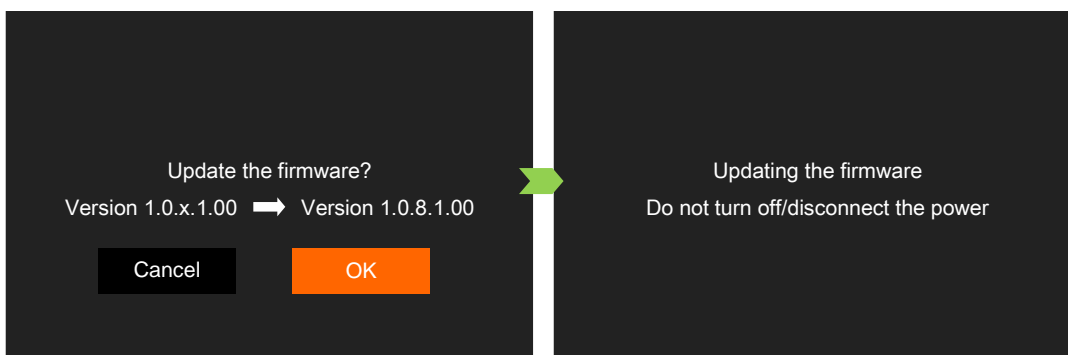 Update the firmware?
Version 1.0.x.1.00 Version 1.0.8.1.00
Cancel OK
Updating the firmware
Do not turn off/disconnect the power